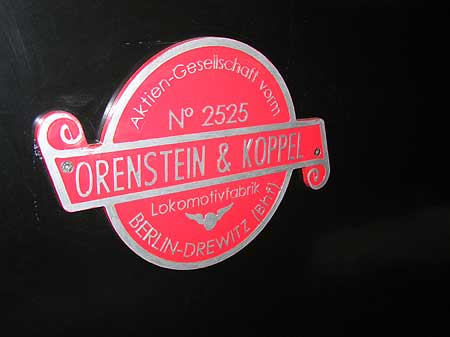 Aktien-Gesellschaft vorm
Nº 2525
ORENSTEIN & KOPPEL
Lokomotivfabrik
BERLIN-DREWITZ (Bhf)